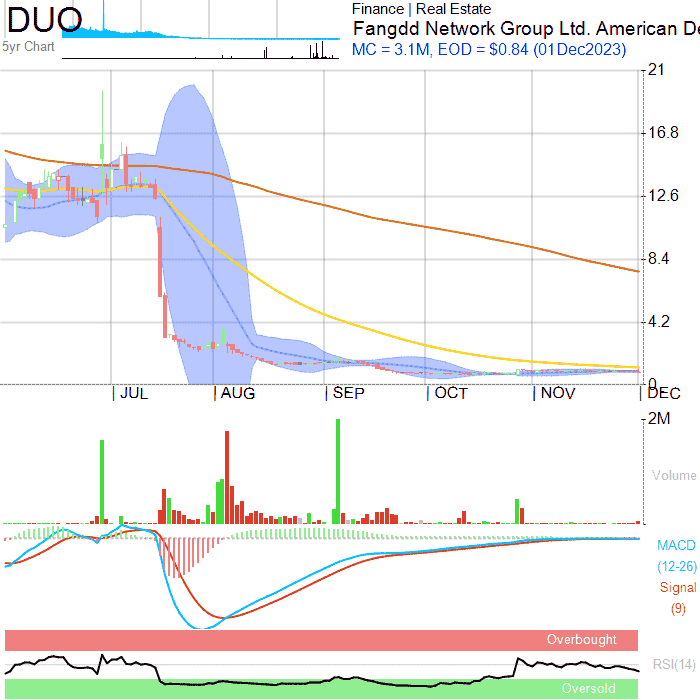 DUO
5yr Chart
Finance | Real Estate
Fangdd Network Group Ltd. American De
MC = 3.1M, EOD = $0.84 (01Dec2023)
21
16.8
12.6
8.4
4.2
0
JUL
AUG
SEP
OCT
NOV
DEC
2M
Volume
MACD
(12-26)
Signal
(9)
Overbought
RSI(14)
Oversold